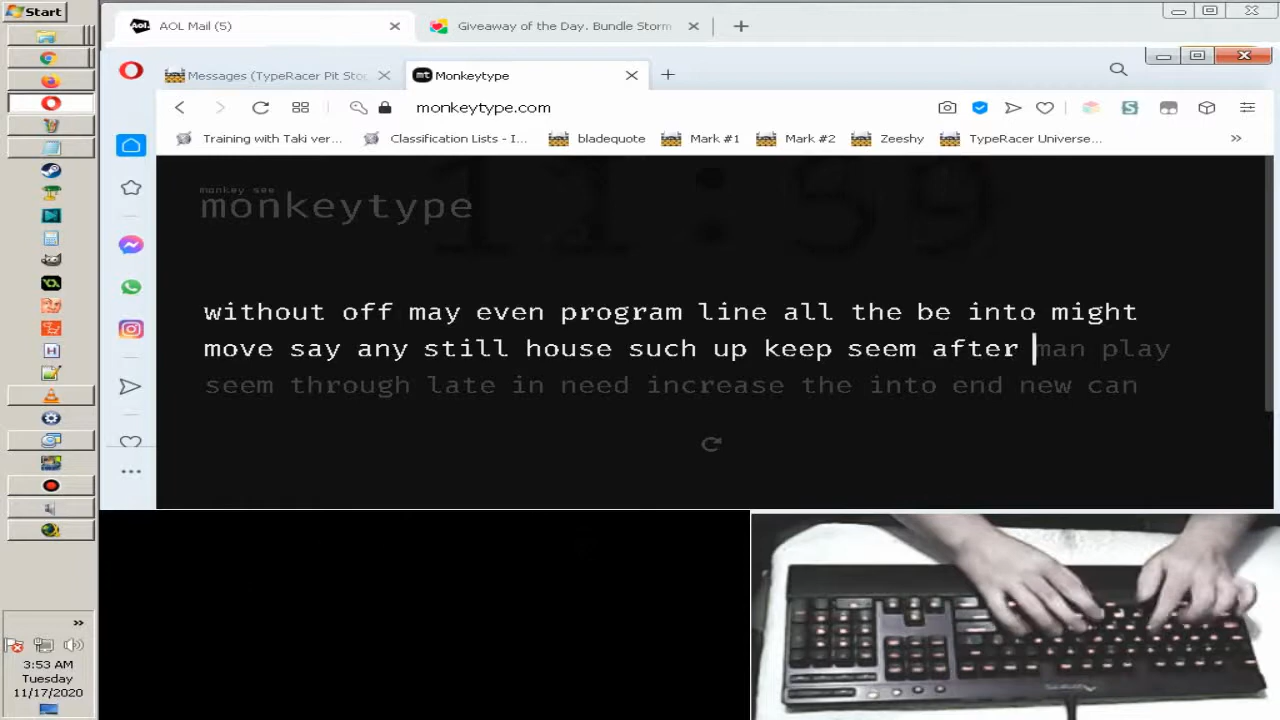 Start
AOL Mail (5)
Giveaway of the Day. Bundle Storm
Messages (TypeRacer Pit Sto
mt Monkeytype
monkeytype.com
Training with Taki ver...
Classification Lists - I...
bladequote
Mark #1
Mark #2
Zeeshy
TypeRacer Universe...
11:59
monkey see
monkeytype
without off may even program line all the be into might
move say any still house such up keep seem after man play
seem through late in need increase the into end new can
3:53 AM
Tuesday
11/17/2020